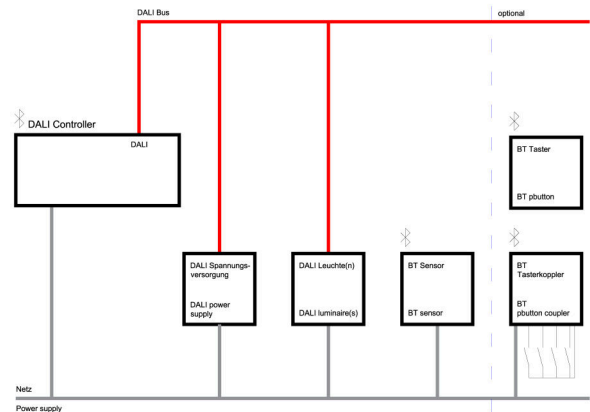 DALI Bus
optional
DALI Controller
DALI
BT Taster
BT pbutton
DALI Spannungs-
versorgung
DALI power
supply
DALI Leuchte(n)
DALI luminaire(s)
BT Sensor
BT sensor
BT
Tasterkoppler
BT
pbutton coupler
Netz
Power supply